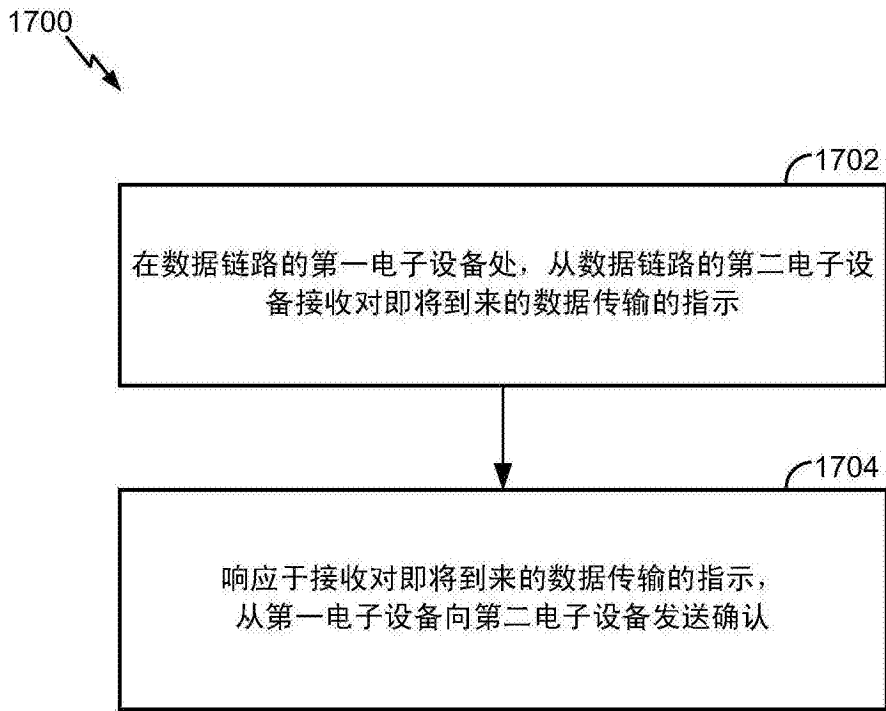 1700
1702
在数据链路的第一电子设备处，从数据链路的第二电子设
备接收对即将到来的数据传输的指示
1704
响应于接收对即将到来的数据传输的指示，
从第一电子设备向第二电子设备发送确认